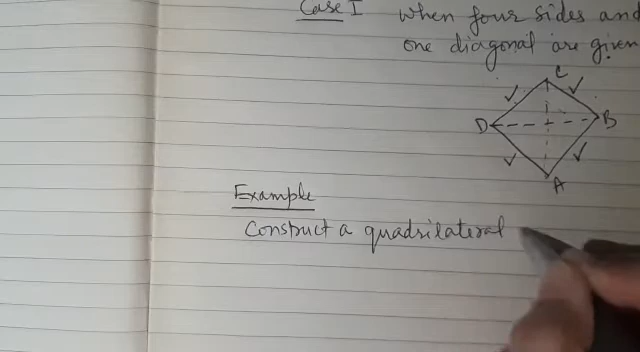 Case I When four sides and
one diagonal are given
C
D B
A
Example
Construct a quadrilateral